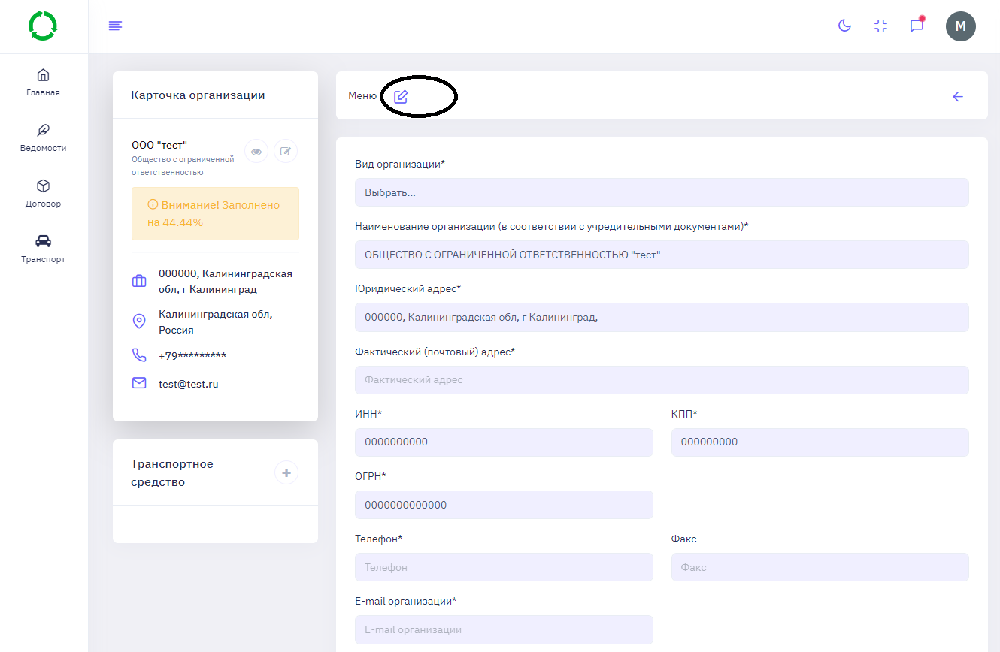 M
Главная
Ведомости
Договор
Транспорт
Карточка организации
ООО "тест"
Общество с ограниченной
ответственностью
Внимание! Заполнено
на 44.44%
000000, Калининградская
обл, г Калининград
Калининградская обл,
Россия
+79*********
test@test.ru
Транспортное
средство
Меню
Вид организации*
Выбрать...
Наименование организации (в соответствии с учредительными документами)*
ОБЩЕСТВО С ОГРАНИЧЕННОЙ ОТВЕТСТВЕННОСТЬЮ "тест"
Юридический адрес*
000000, Калининградская обл, г Калининград,
Фактический (почтовый) адрес*
Фактический адрес
ИНН* КПП*
0000000000 000000000
ОГРН*
0000000000000
Телефон* Факс
Телефон Факс
E-mail организации*
E-mail организации